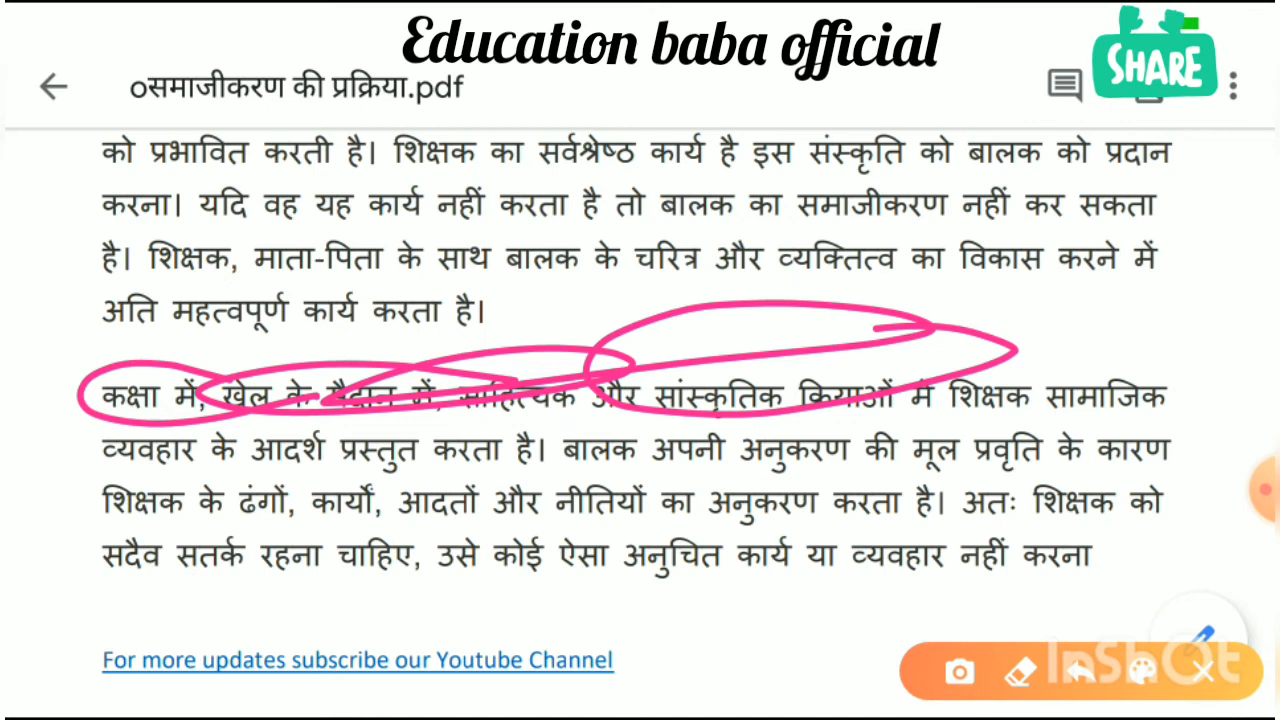 Education baba official
SHARE
oसमाजीकरण की प्रक्रिया.pdf
को प्रभावित करती है। शिक्षक का सर्वश्रेष्ठ कार्य है इस संस्कृति को बालक को प्रदान
करना। यदि वह यह कार्य नहीं करता है तो बालक का समाजीकरण नहीं कर सकता
है। शिक्षक, माता-पिता के साथ बालक के चरित्र और व्यक्तित्व का विकास करने में
अति महत्वपूर्ण कार्य करता है।
कक्षा में, खेल के मैदान में, साहित्यक और सांस्कृतिक क्रियाओं में शिक्षक सामाजिक
व्यवहार के आदर्श प्रस्तुत करता है। बालक अपनी अनुकरण की मूल प्रवृति के कारण
शिक्षक के ढंगों, कार्यों, आदतों और नीतियों का अनुकरण करता है। अतः शिक्षक को
सदैव सतर्क रहना चाहिए, उसे कोई ऐसा अनुचित कार्य या व्यवहार नहीं करना
For more updates subscribe our Youtube Channel
InShOt